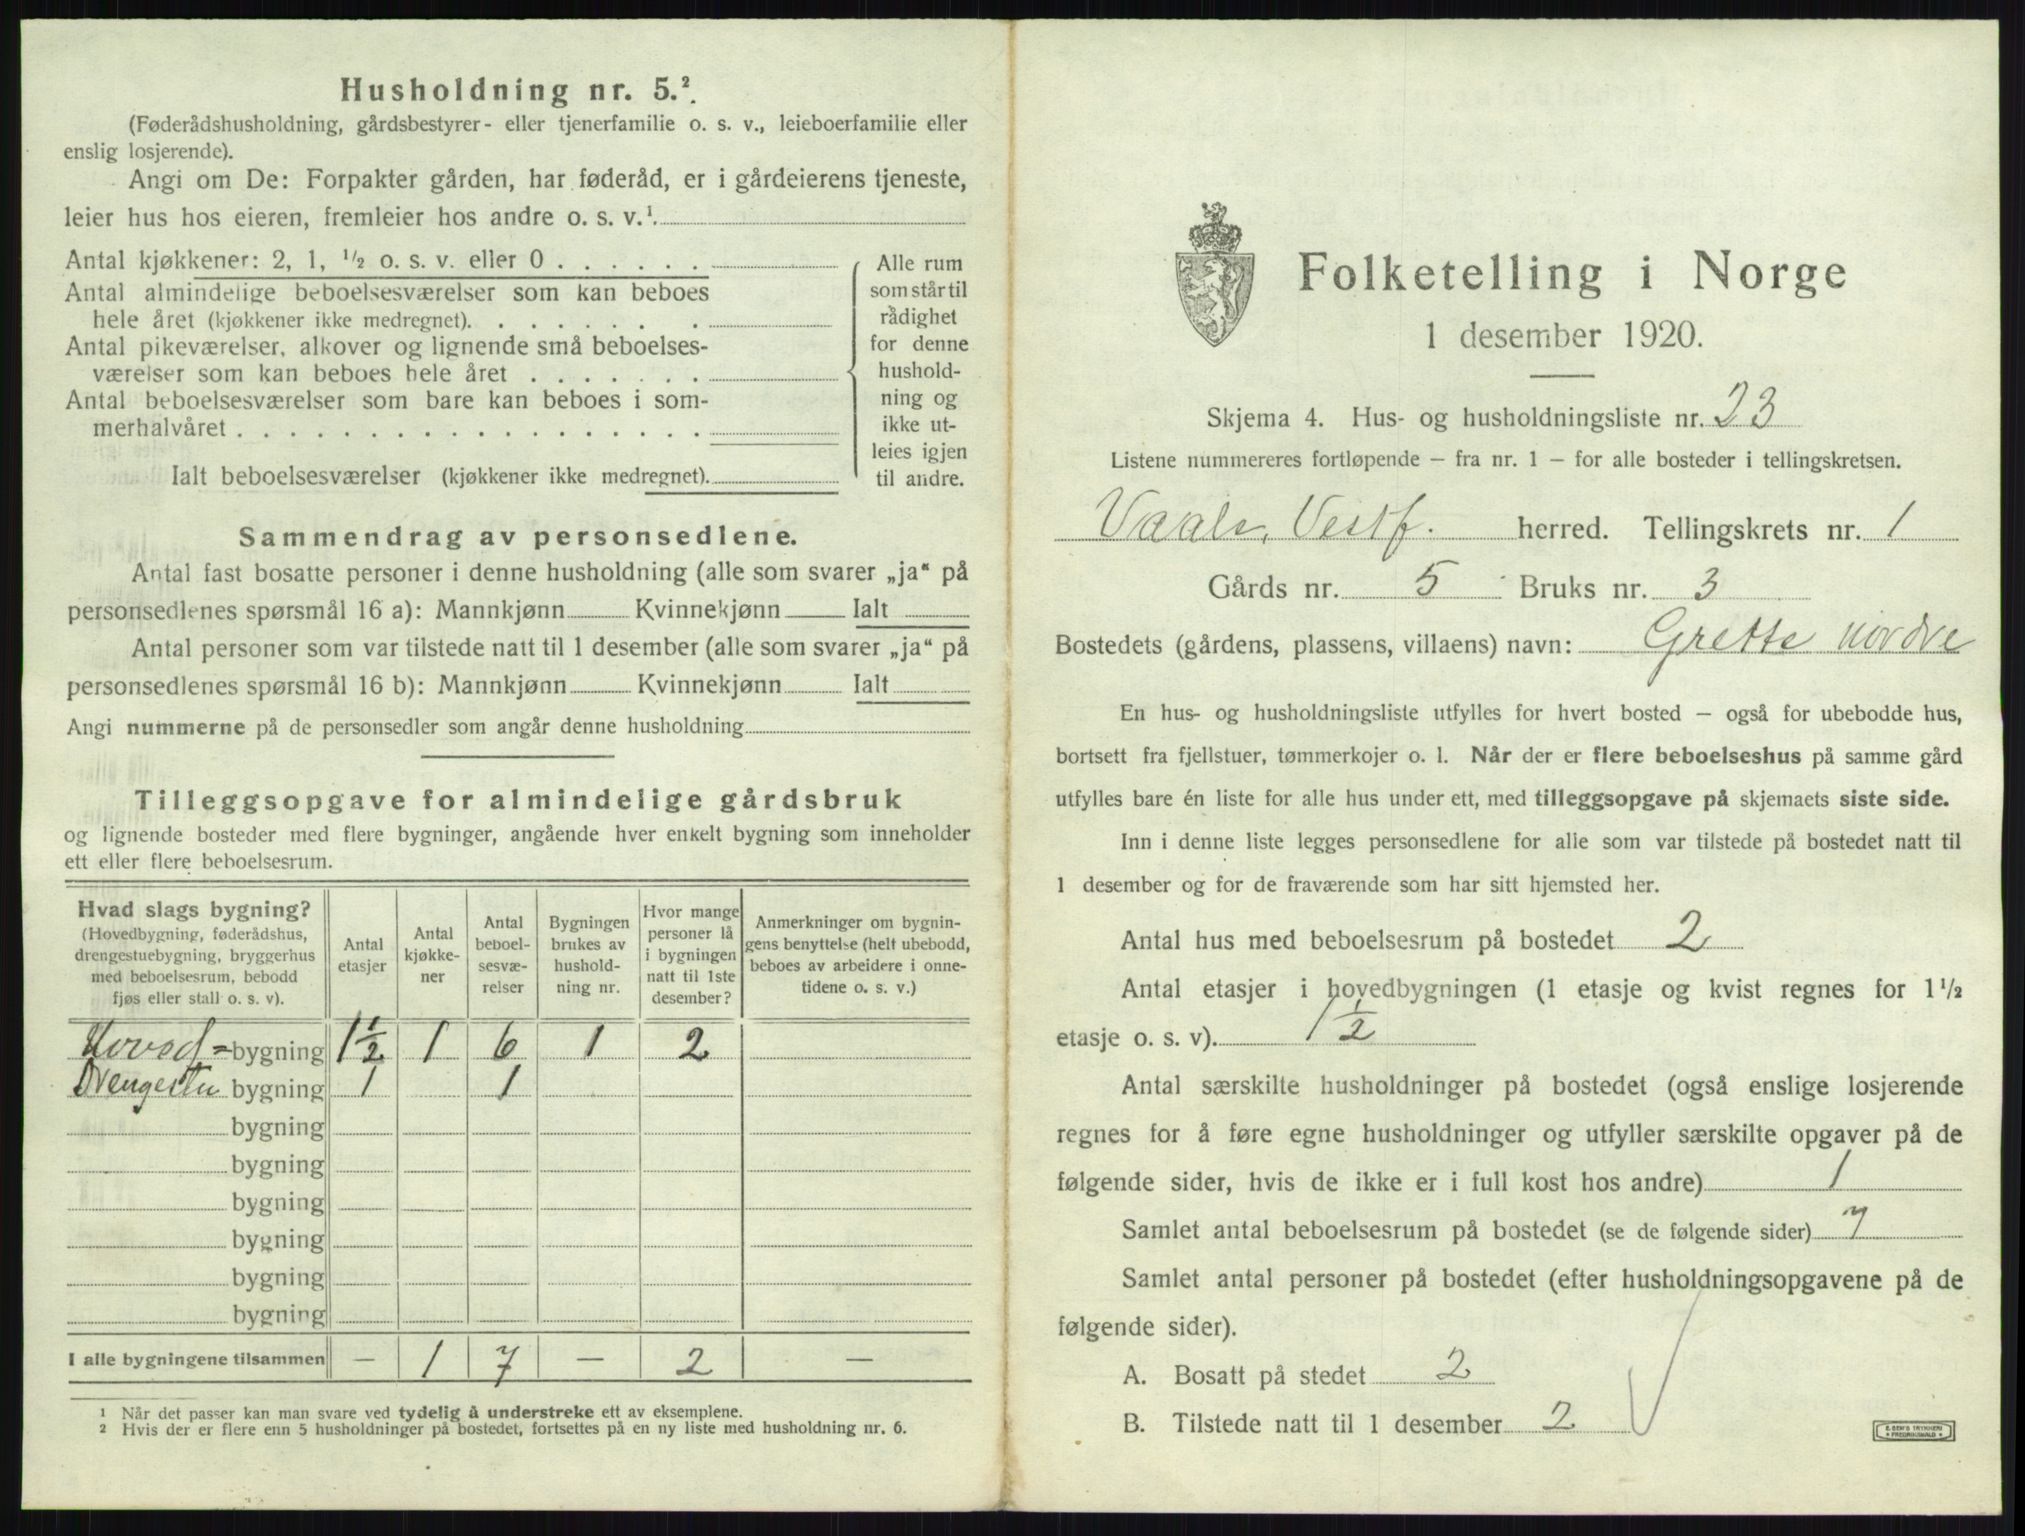 Husholdning nr. 5.²
(Føderådshusholdning, gårdsbestyrer- eller tjenerfamilie o. s. v., leieboerfamilie eller
enslig losjerende).
Angi om De: Forpakter gården, har føderåd, er i gårdeierens tjeneste,
leier hus hos eieren, fremleier hos andre o. s. v.¹
Antal kjøkkener: 2, 1, ½ o. s. v. eller 0 . . . . . .
Antal almindelige beboelsesværelser som kan beboes
hele året (kjøkkener ikke medregnet). . . . . . . .
Antal pikeværelser, alkover og lignende små beboelses-
værelser som kan beboes hele året . . . . . . .
Antal beboelsesværelser som bare kan beboes i som-
merhalvåret . . . . . . . . . . . . . . . . . .
Ialt beboelsesværelser (kjøkkener ikke medregnet).
Alle rum
som står til
rådighet
for denne
hushold-
ning og
ikke ut-
leies igjen
til andre.
Sammendrag av personsedlene.
Antal fast bosatte personer i denne husholdning (alle som svarer „ja“ på
personsedlenes spørsmål 16 a): Mannkjønn Kvinnekjønn Ialt
Antal personer som var tilstede natt til 1 desember (alle som svarer „ja“ på
personsedlenes spørsmål 16 b): Mannkjønn Kvinnekjønn Ialt
Angi nummerne på de personsedler som angår denne husholdning
Tilleggsopgave for almindelige gårdsbruk
og lignende bosteder med flere bygninger, angående hver enkelt bygning som inneholder
ett eller flere beboelsesrum.
Hvad slags bygning?
(Hovedbygning, føderådshus,
drengestuebygning, bryggerhus
med beboelsesrum, bebodd
fjøs eller stall o. s. v).
Antal
etasjer
Antal
kjøkke-
ner
Antal
beboel-
sesvæ-
relser
Bygningen
brukes av
hushold-
ning nr.
Hvor mange
personer lå
i bygningen
natt til 1ste
desember?
Anmerkninger om bygnin-
gens benyttelse (helt ubebodd,
beboes av arbeidere i onne-
tidene o. s. v.)
Hoved=bygning 1½ 1 6 1 2
Drengestu bygning 1 1
bygning
bygning
bygning
bygning
bygning
bygning
I alle bygningene tilsammen — 1 7 — 2 —
¹ Når det passer kan man svare ved tydelig å understreke ett av eksemplene.
² Hvis der er flere enn 5 husholdninger på bostedet, fortsettes på en ny liste med husholdning nr. 6.
Folketelling i Norge
1 desember 1920.
Skjema 4. Hus- og husholdningsliste nr. 23
Listene nummereres fortløpende – fra nr. 1 – for alle bosteder i tellingskretsen.
Vaale, Vestf. herred. Tellingskrets nr. 1
Gårds nr. 5 Bruks nr. 3
Bostedets (gårdens, plassens, villaens) navn: Grette nordre
En hus- og husholdningsliste utfylles for hvert bosted – også for ubebodde hus,
bortsett fra fjellstuer, tømmerkojer o. l. Når der er flere beboelseshus på samme gård
utfylles bare én liste for alle hus under ett, med tilleggsopgave på skjemaets siste side.
Inn i denne liste legges personsedlene for alle som var tilstede på bostedet natt til
1 desember og for de fraværende som har sitt hjemsted her.
Antal hus med beboelsesrum på bostedet 2
Antal etasjer i hovedbygningen (1 etasje og kvist regnes for 1½
etasje o. s. v). 1½
Antal særskilte husholdninger på bostedet (også enslige losjerende
regnes for å føre egne husholdninger og utfyller særskilte opgaver på de
følgende sider, hvis de ikke er i full kost hos andre) 1
Samlet antal beboelsesrum på bostedet (se de følgende sider) 7
Samlet antal personer på bostedet (efter husholdningsopgavene på de
følgende sider).
A. Bosatt på stedet 2
B. Tilstede natt til 1 desember 2